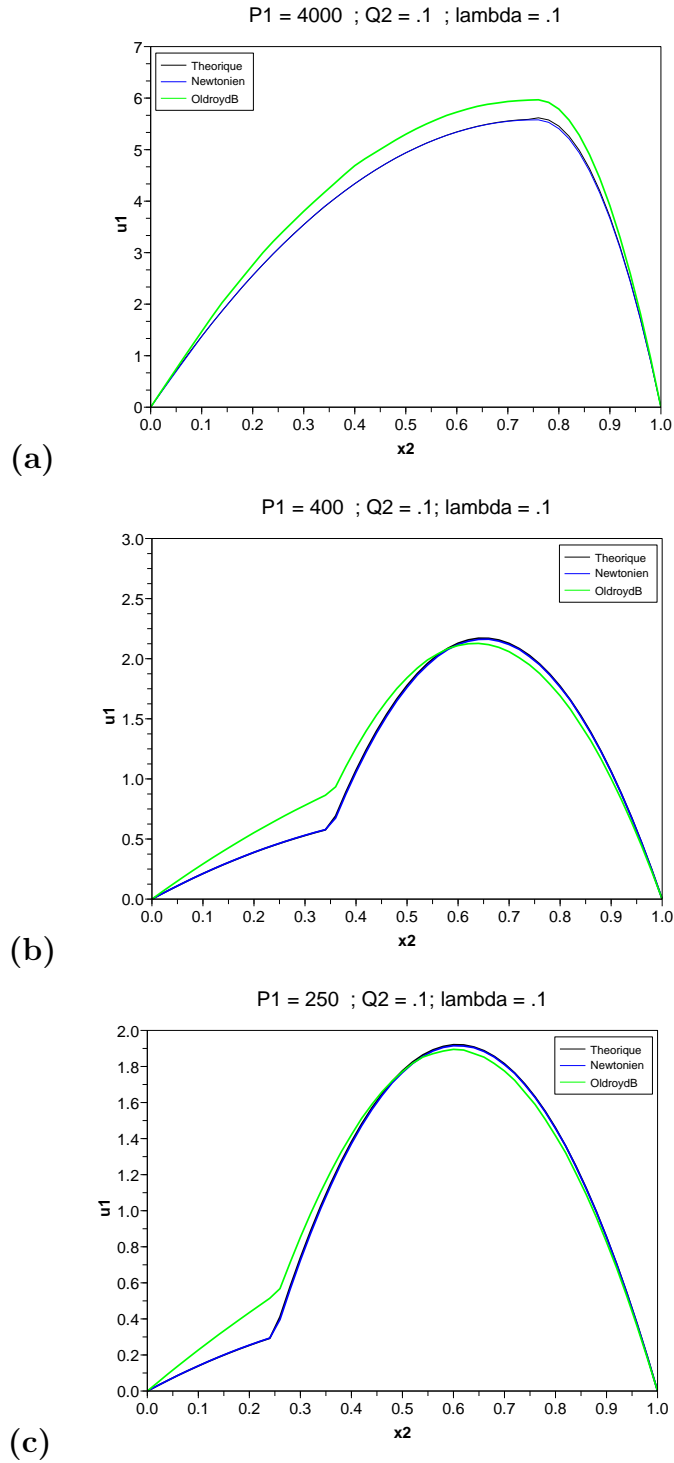 P1 = 4000 ; Q2 = .1 ; lambda = .1
7
6
5
4
3
2
1
0
u1
Theorique
Newtonien
OldroydB
0.0 0.1 0.2 0.3 0.4 0.5 0.6 0.7 0.8 0.9 1.0
x2
(a)
P1 = 400 ; Q2 = .1; lambda = .1
3.0
2.5
2.0
1.5
1.0
0.5
0.0
u1
Theorique
Newtonien
OldroydB
0.0 0.1 0.2 0.3 0.4 0.5 0.6 0.7 0.8 0.9 1.0
x2
(b)
P1 = 250 ; Q2 = .1; lambda = .1
2.0
1.8
1.6
1.4
1.2
1.0
0.8
0.6
0.4
0.2
0.0
u1
Theorique
Newtonien
OldroydB
0.0 0.1 0.2 0.3 0.4 0.5 0.6 0.7 0.8 0.9 1.0
x2
(c)